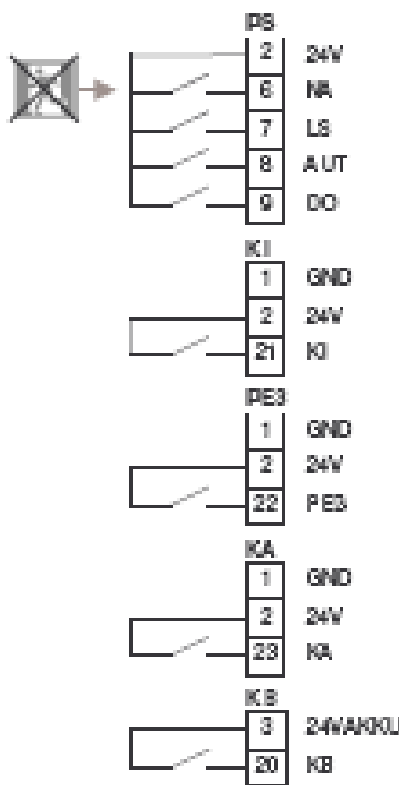 PS
2 24V
6 NA
7 LS
8 AUT
9 DO
KI
1 GND
2 24V
21 KI
PE3
1 GND
2 24V
22 PE3
KA
1 GND
2 24V
23 KA
KB
3 24VAKKU
20 KB